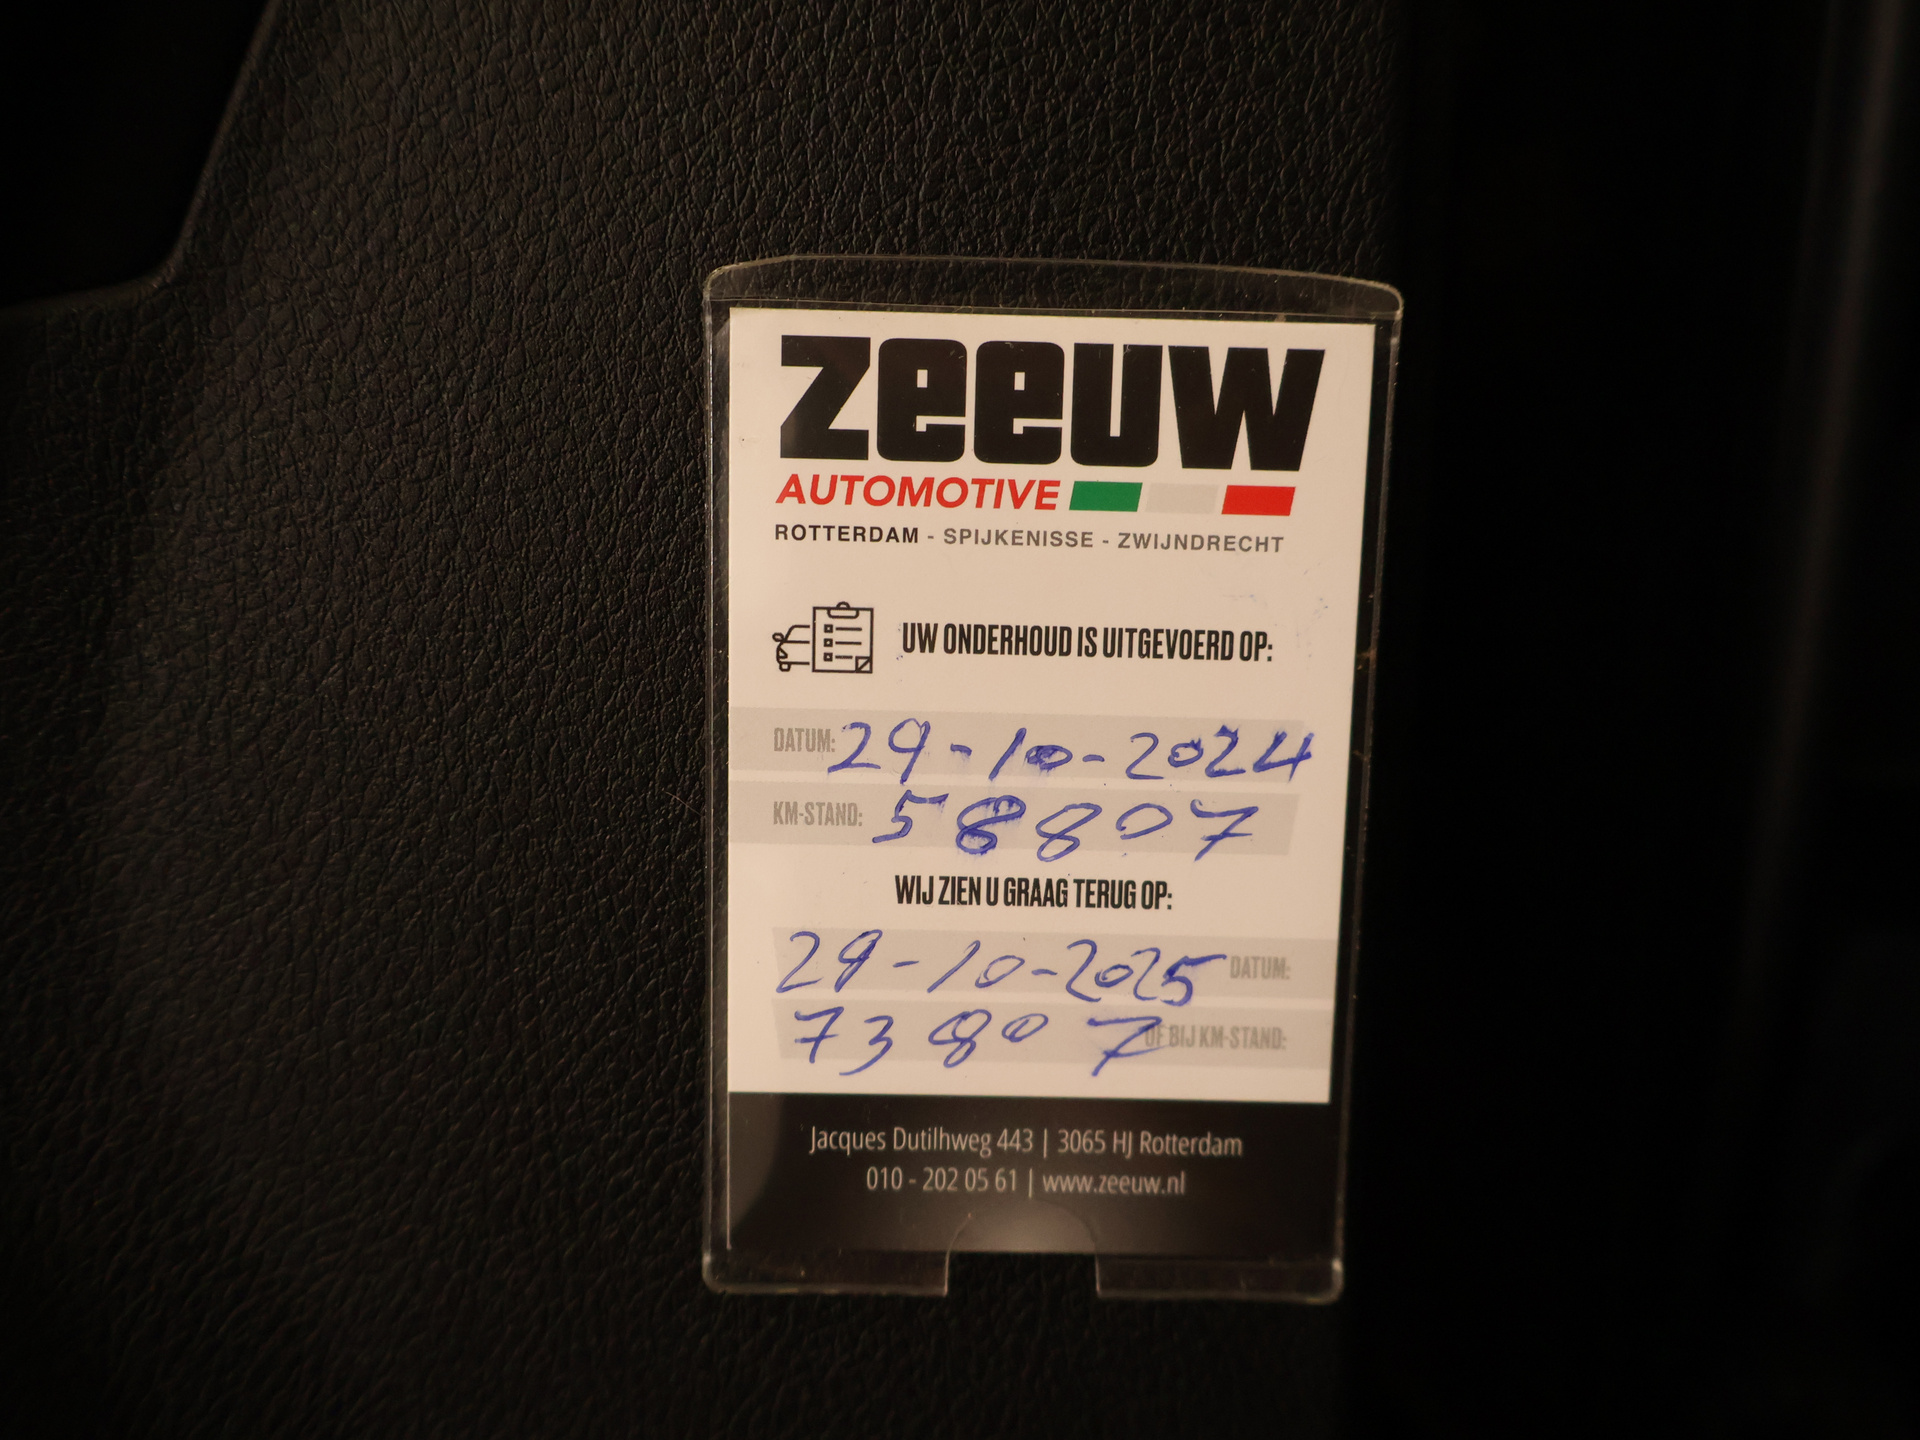 zeeuw
AUTOMOTIVE
ROTTERDAM - SPIJKENISSE - ZWIJNDRECHT
UW ONDERHOUD IS UITGEVOERD OP:
DATUM: 29-10-2024
KM-STAND: 58807
WIJ ZIEN U GRAAG TERUG OP:
29-10-2025 DATUM:
73807 OF BIJ KM-STAND:
Jacques Dutilhweg 443 | 3065 HJ Rotterdam
010 - 202 05 61 | www.zeeuw.nl